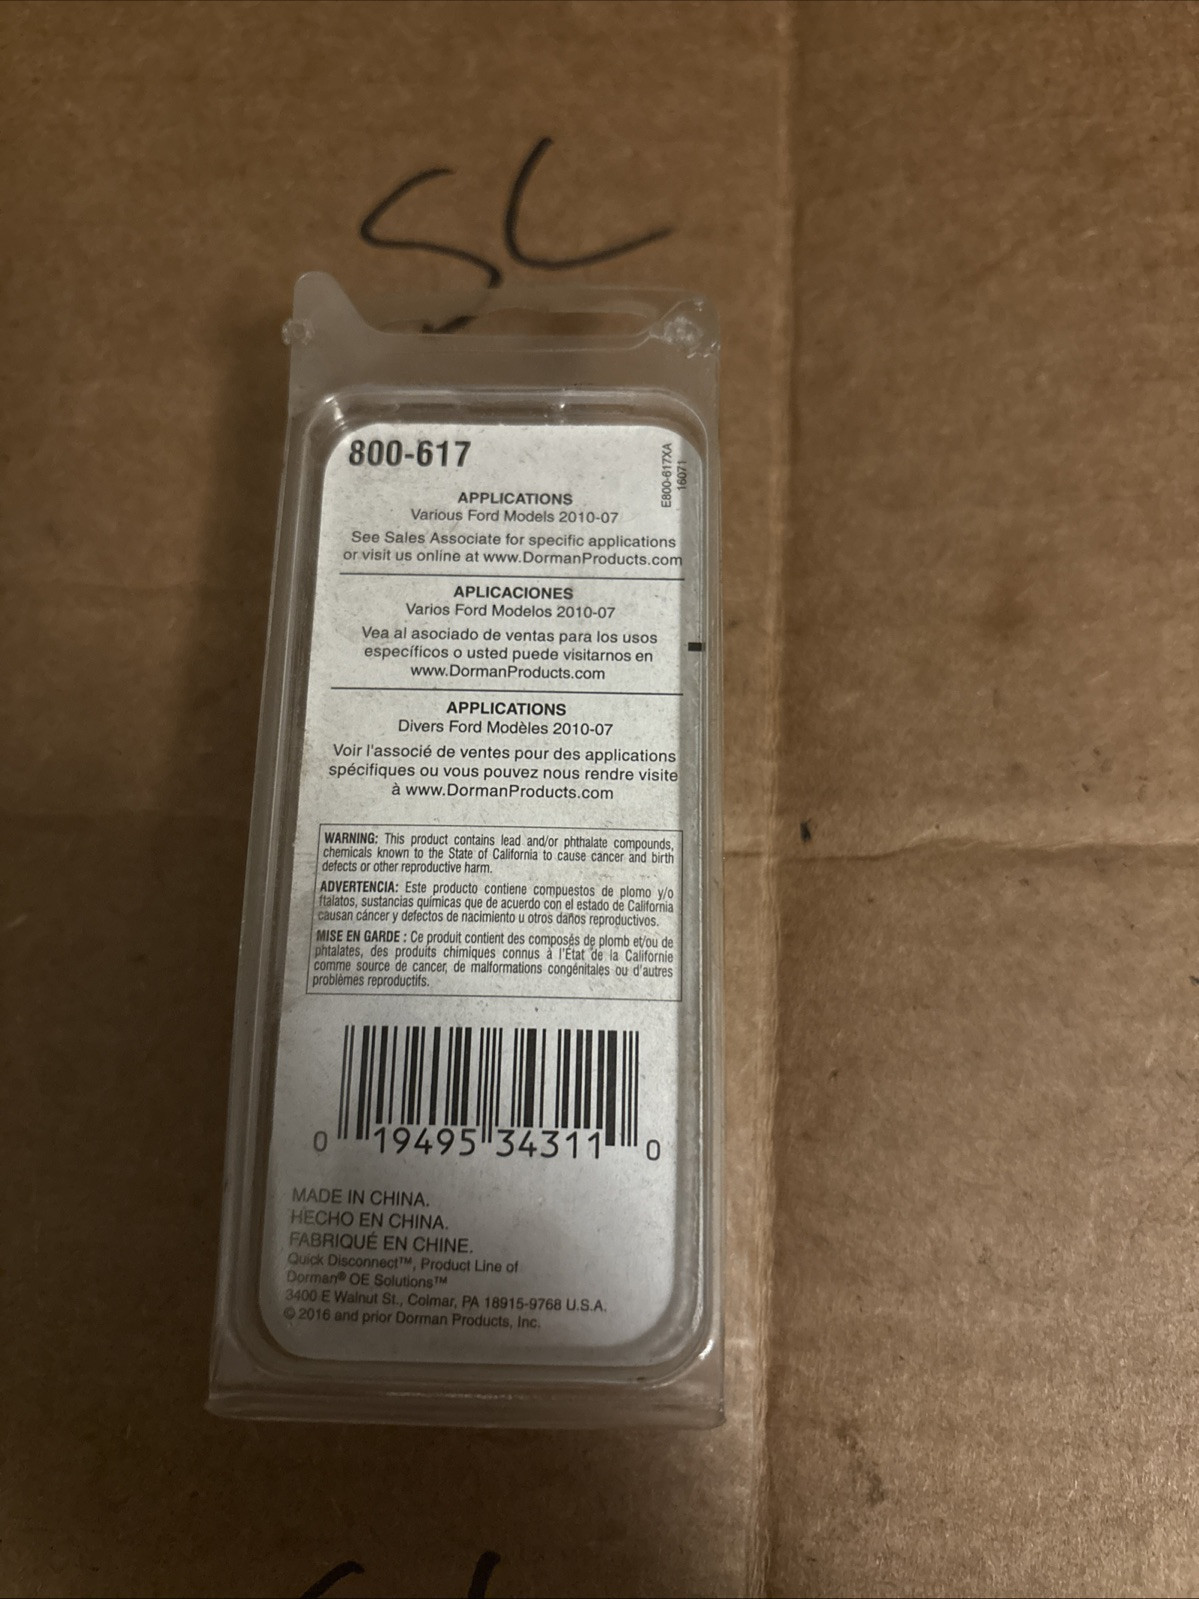 SL
800-617
E800-617XA
16071
APPLICATIONS
Various Ford Models 2010-07
See Sales Associate for specific applications
or visit us online at www.DormanProducts.com
APLICACIONES
Varios Ford Modelos 2010-07
Vea al asociado de ventas para los usos
específicos o usted puede visitarnos en
www.DormanProducts.com
APPLICATIONS
Divers Ford Modèles 2010-07
Voir l'associé de ventes pour des applications
spécifiques ou vous pouvez nous rendre visite
à www.DormanProducts.com
WARNING: This product contains lead and/or phthalate compounds,
chemicals known to the State of California to cause cancer and birth
defects or other reproductive harm.
ADVERTENCIA: Este producto contiene compuestos de plomo y/o
ftalatos, sustancias químicas que de acuerdo con el estado de California
causan cáncer y defectos de nacimiento u otros daños reproductivos.
MISE EN GARDE : Ce produit contient des composés de plomb et/ou de
phtalates, des produits chimiques connus à l'État de la Californie
comme source de cancer, de malformations congénitales ou d'autres
problèmes reproductifs.
0 19495 34311 0
MADE IN CHINA.
HECHO EN CHINA.
FABRIQUÉ EN CHINE.
Quick Disconnect™, Product Line of
Dorman® OE Solutions™
3400 E Walnut St., Colmar, PA 18915-9768 U.S.A.
© 2016 and prior Dorman Products, Inc.